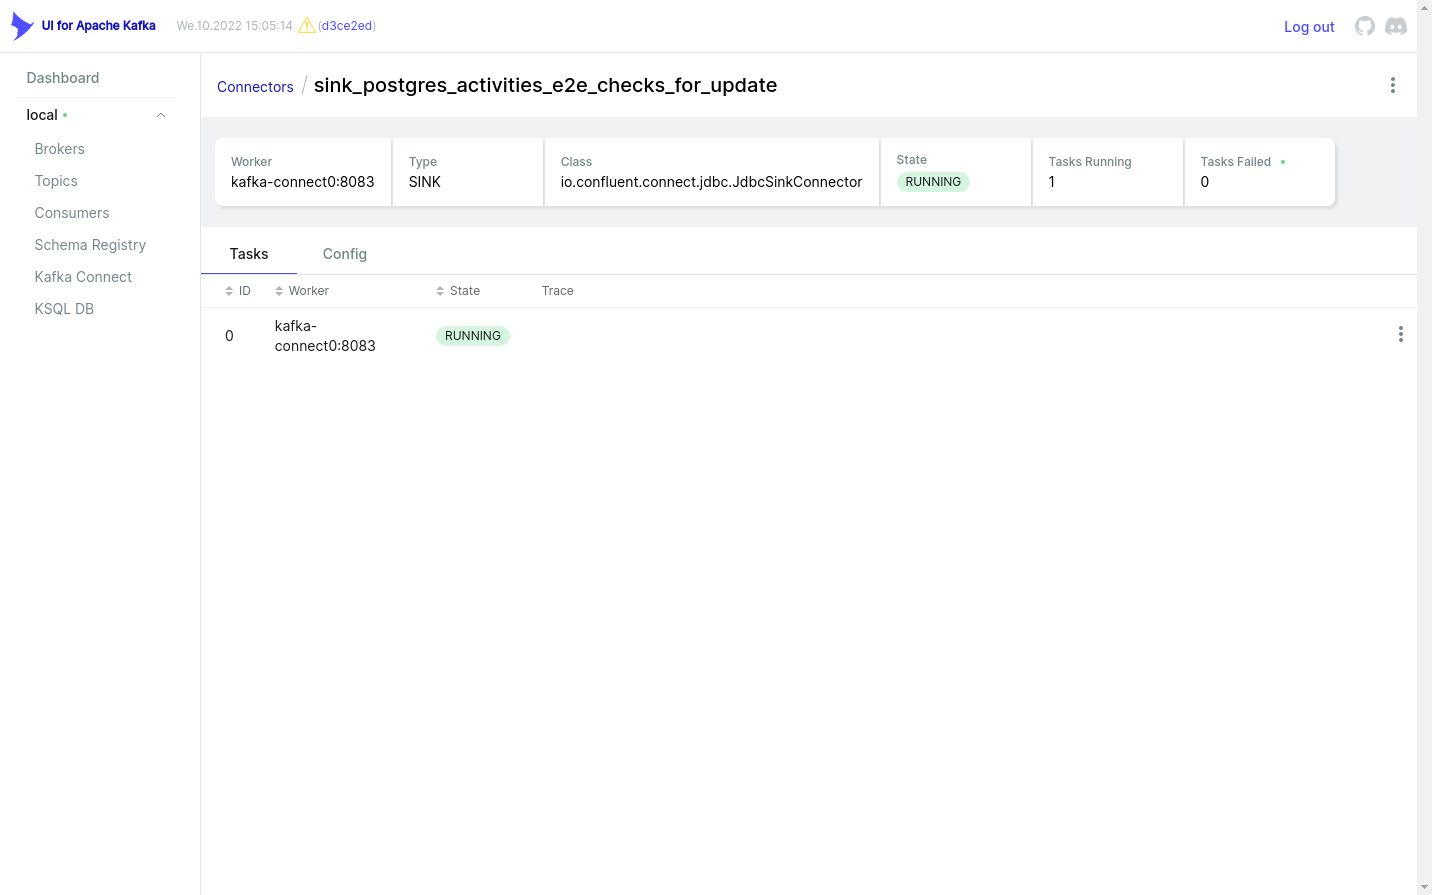 UI for Apache Kafka
We.10.2022 15:05:14 (d3ce2ed)
Log out
Dashboard
local
Brokers
Topics
Consumers
Schema Registry
Kafka Connect
KSQL DB
Connectors / sink_postgres_activities_e2e_checks_for_update
Worker
kafka-connect0:8083
Type
SINK
Class
io.confluent.connect.jdbc.JdbcSinkConnector
State
RUNNING
Tasks Running
1
Tasks Failed
0
Tasks Config
ID Worker State Trace
0
kafka-
connect0:8083
RUNNING